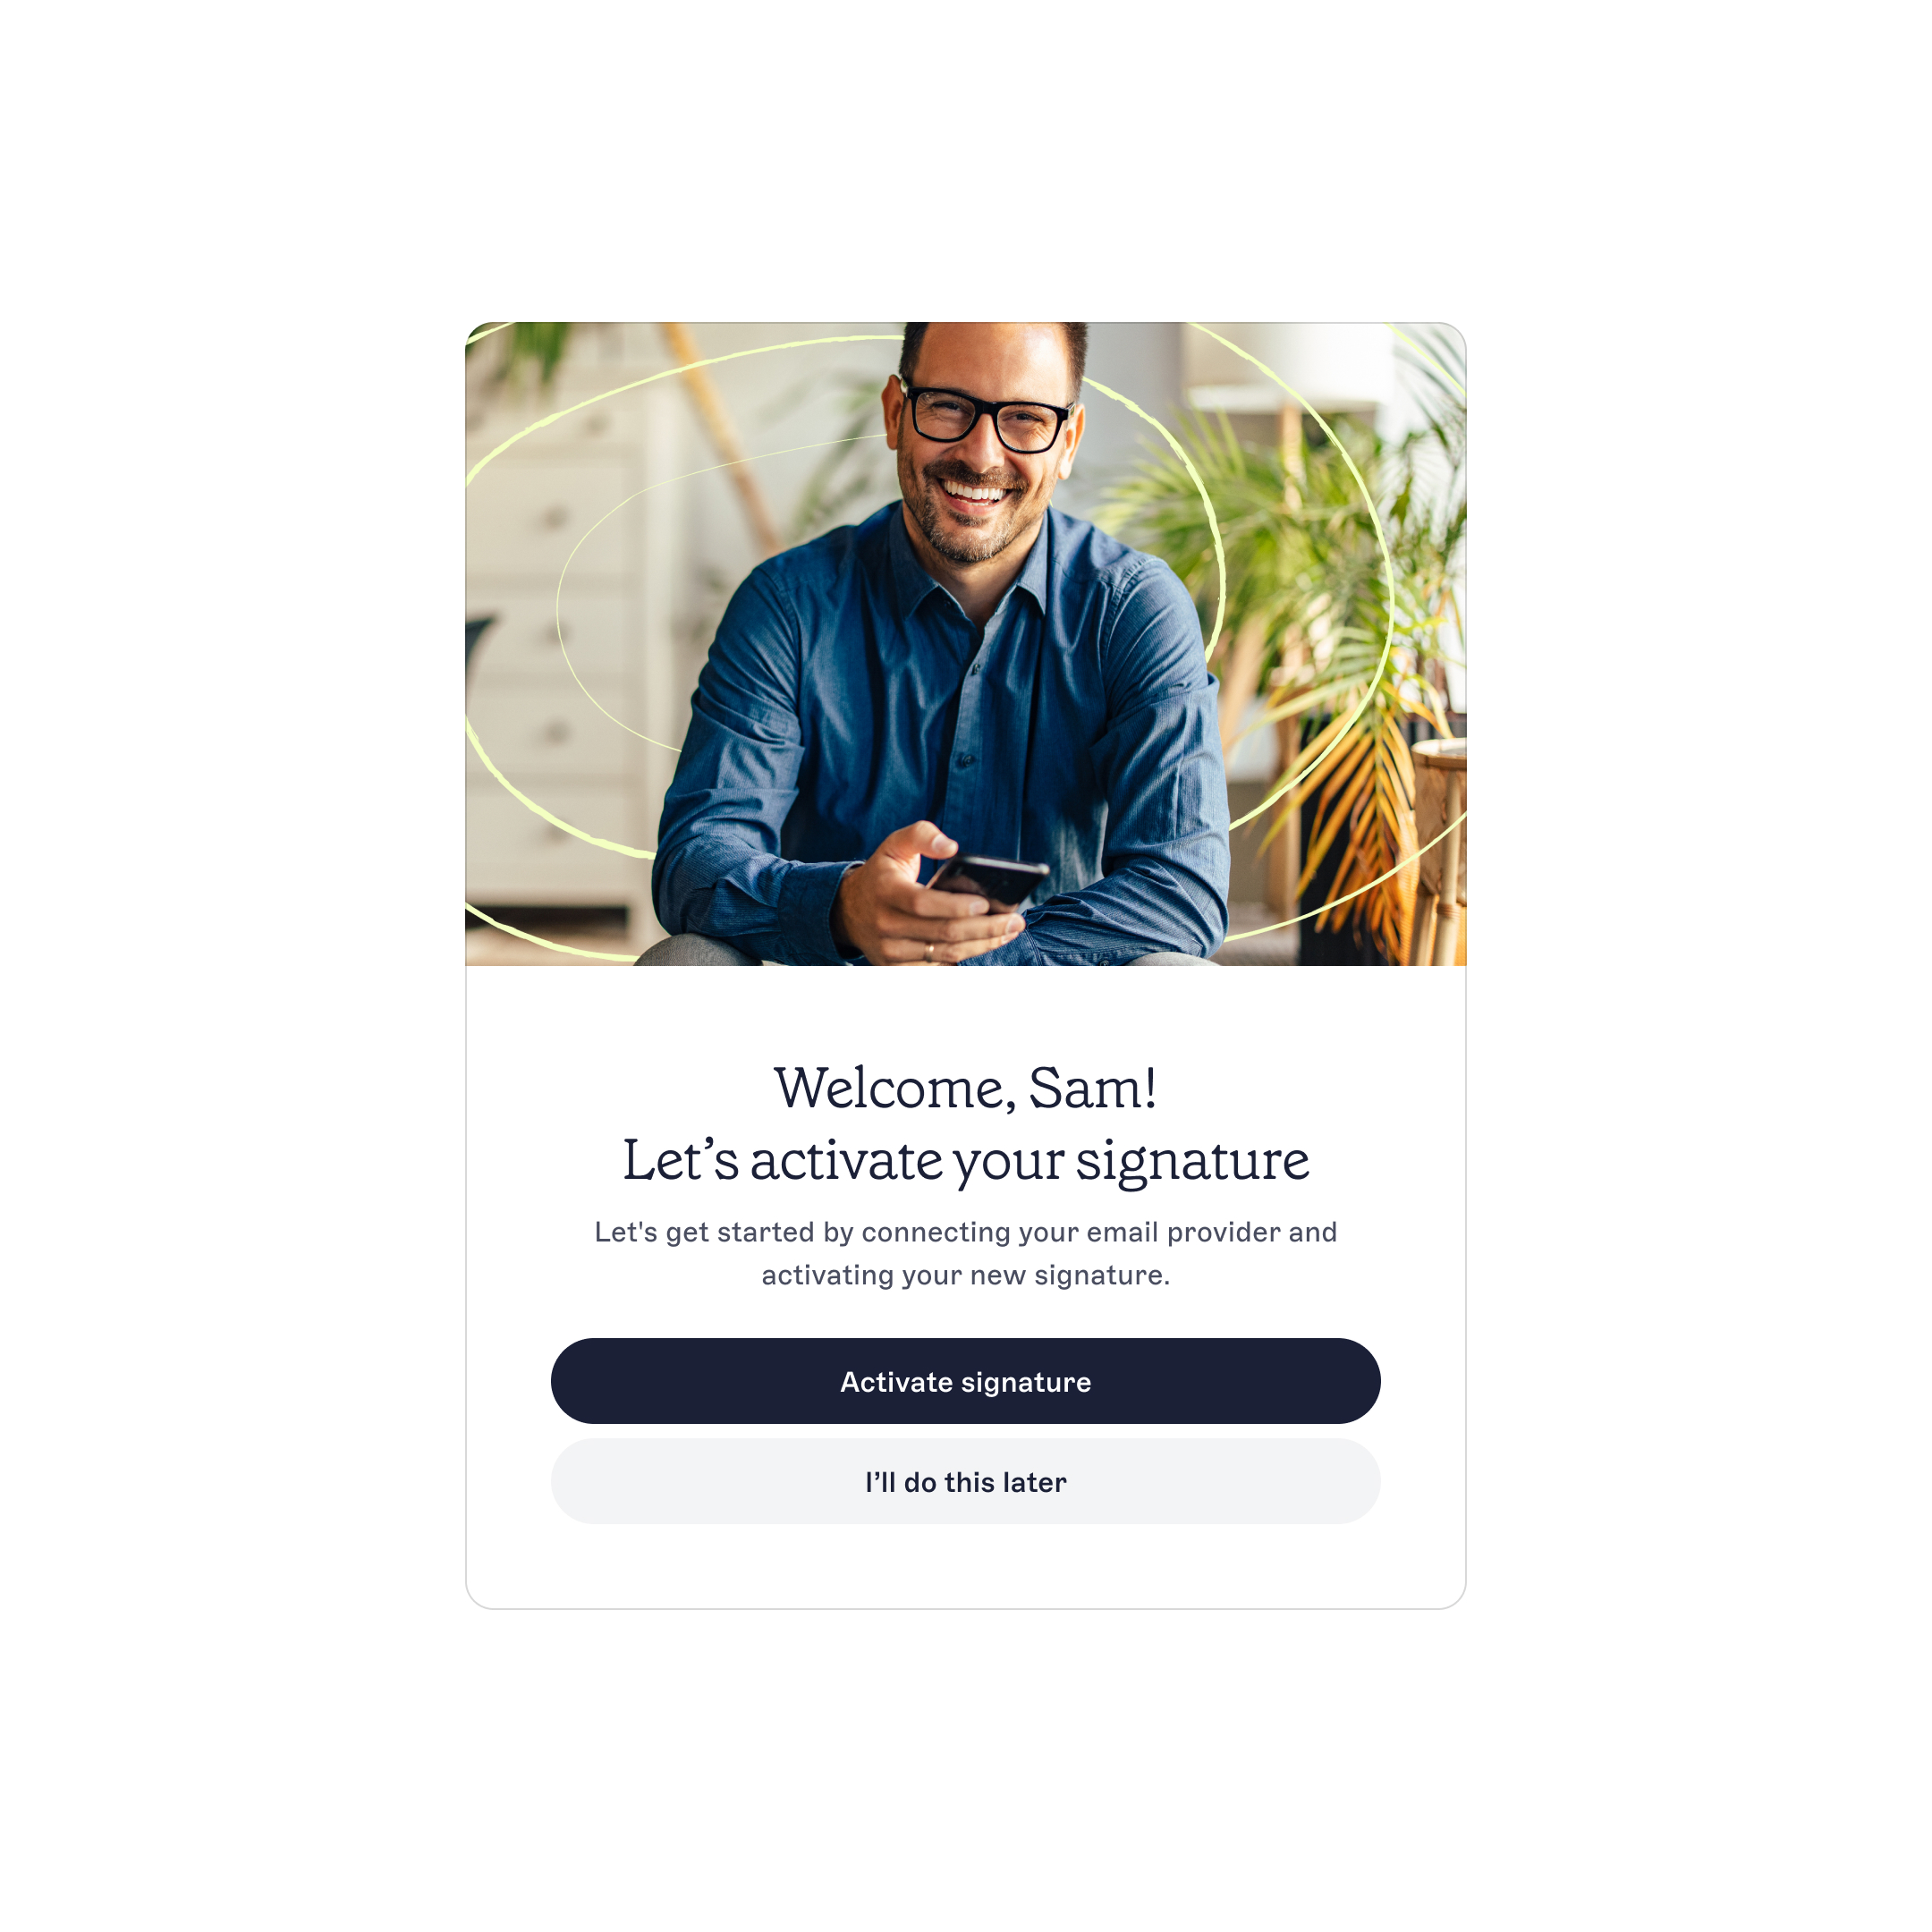 Welcome, Sam!
Let’s activate your signature
Let's get started by connecting your email provider and
activating your new signature.
Activate signature
I’ll do this later